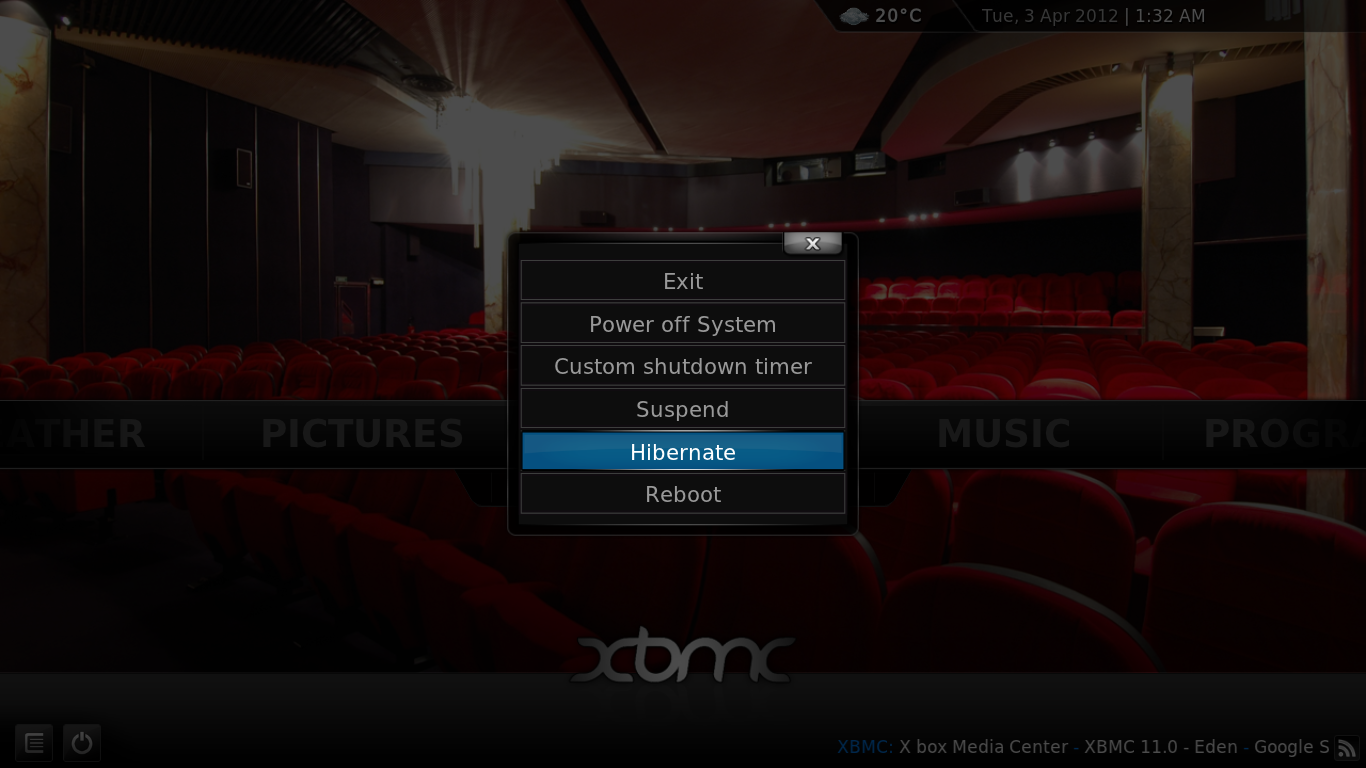 20°C
Tue, 3 Apr 2012 | 1:32 AM
x
Exit
Power off System
Custom shutdown timer
Suspend
Hibernate
Reboot
ATHER PICTURES MUSIC PROGR
xbmc
XBMC: X box Media Center - XBMC 11.0 - Eden - Google S